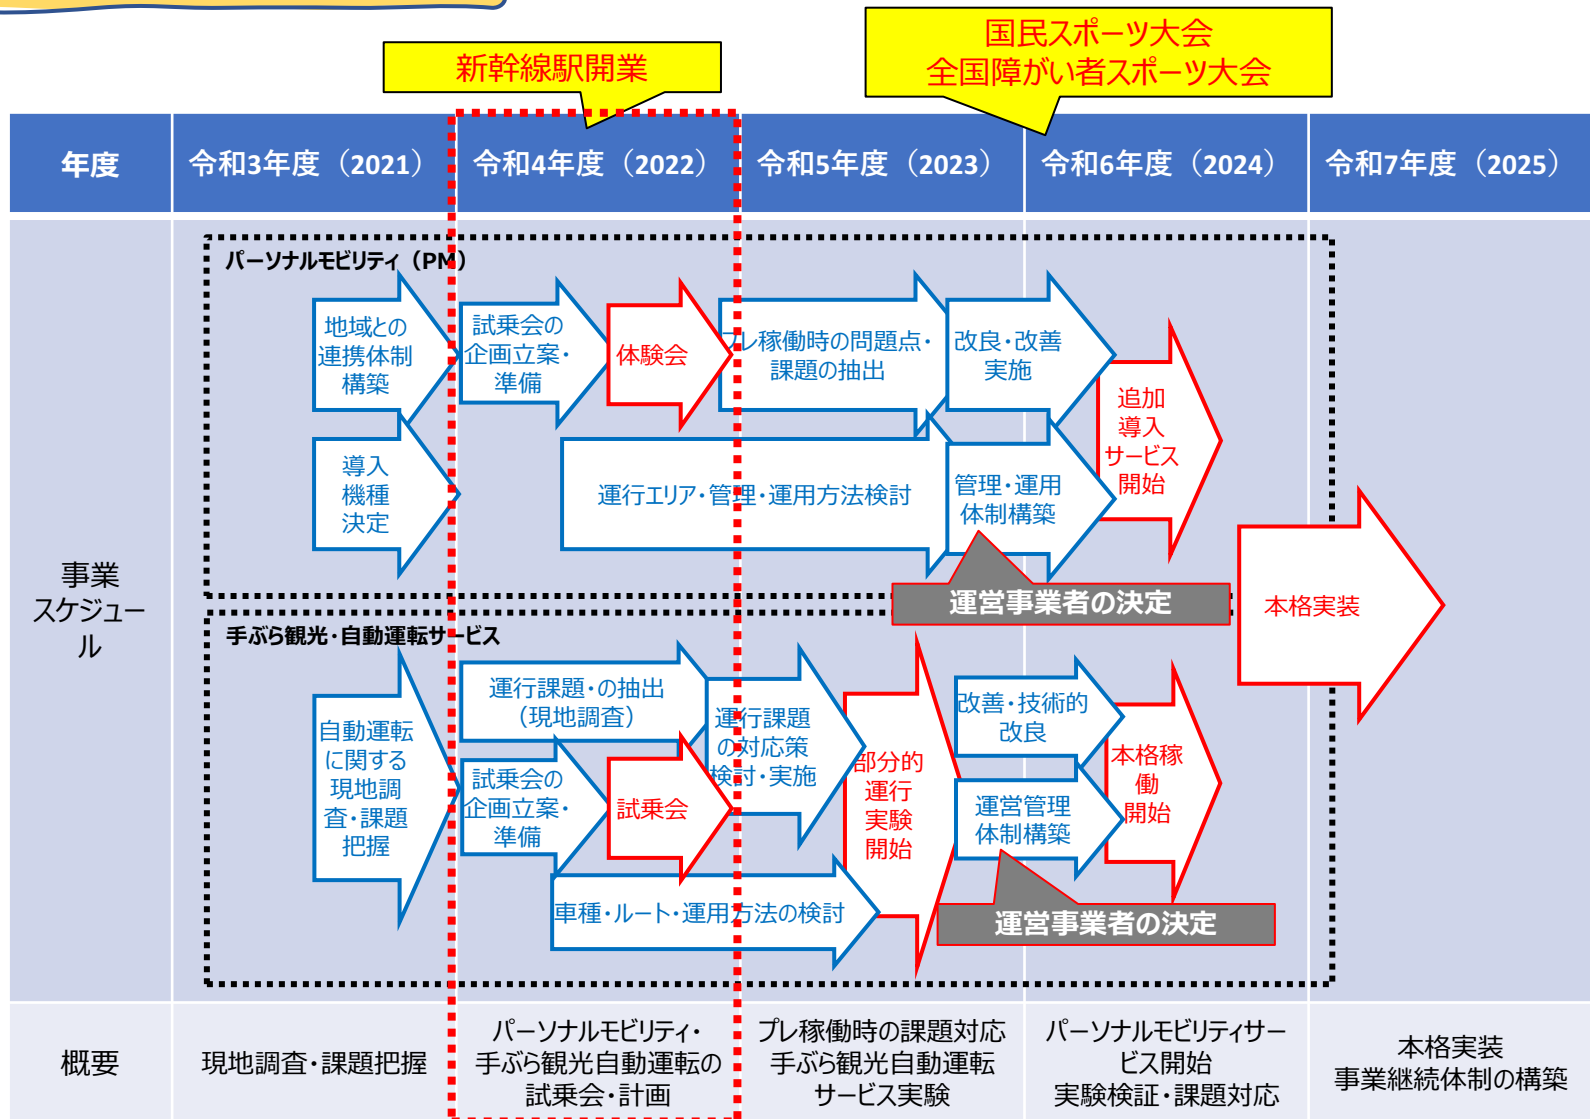 新幹線駅開業
国民スポーツ大会
全国障がい者スポーツ大会
年度
令和3年度（2021）
令和4年度（2022）
令和5年度（2023）
令和6年度（2024）
令和7年度（2025）
事業
スケジュー
ル
パーソナルモビリティ（PM）
地域との
連携体制
構築
試乗会の
企画立案・
準備
体験会
プレ稼働時の問題点・
課題の抽出
改良・改善
実施
追加
導入
サービス
開始
導入
機種
決定
運行エリア・管理・運用方法検討
管理・運用
体制構築
運営事業者の決定
本格実装
手ぶら観光・自動運転サービス
自動運転
に関する
現地調
査・課題
把握
運行課題・の抽出
（現地調査）
試乗会の
企画立案・
準備
試乗会
運行課題
の対応策
検討・実施
車種・ルート・運用方法の検討
部分的
運行
実験
開始
改善・技術的
改良
運営管理
体制構築
本格稼
働
開始
運営事業者の決定
概要
現地調査・課題把握
パーソナルモビリティ・
手ぶら観光自動運転の
試乗会・計画
プレ稼働時の課題対応
手ぶら観光自動運転
サービス実験
パーソナルモビリティサー
ビス開始
実験検証・課題対応
本格実装
事業継続体制の構築